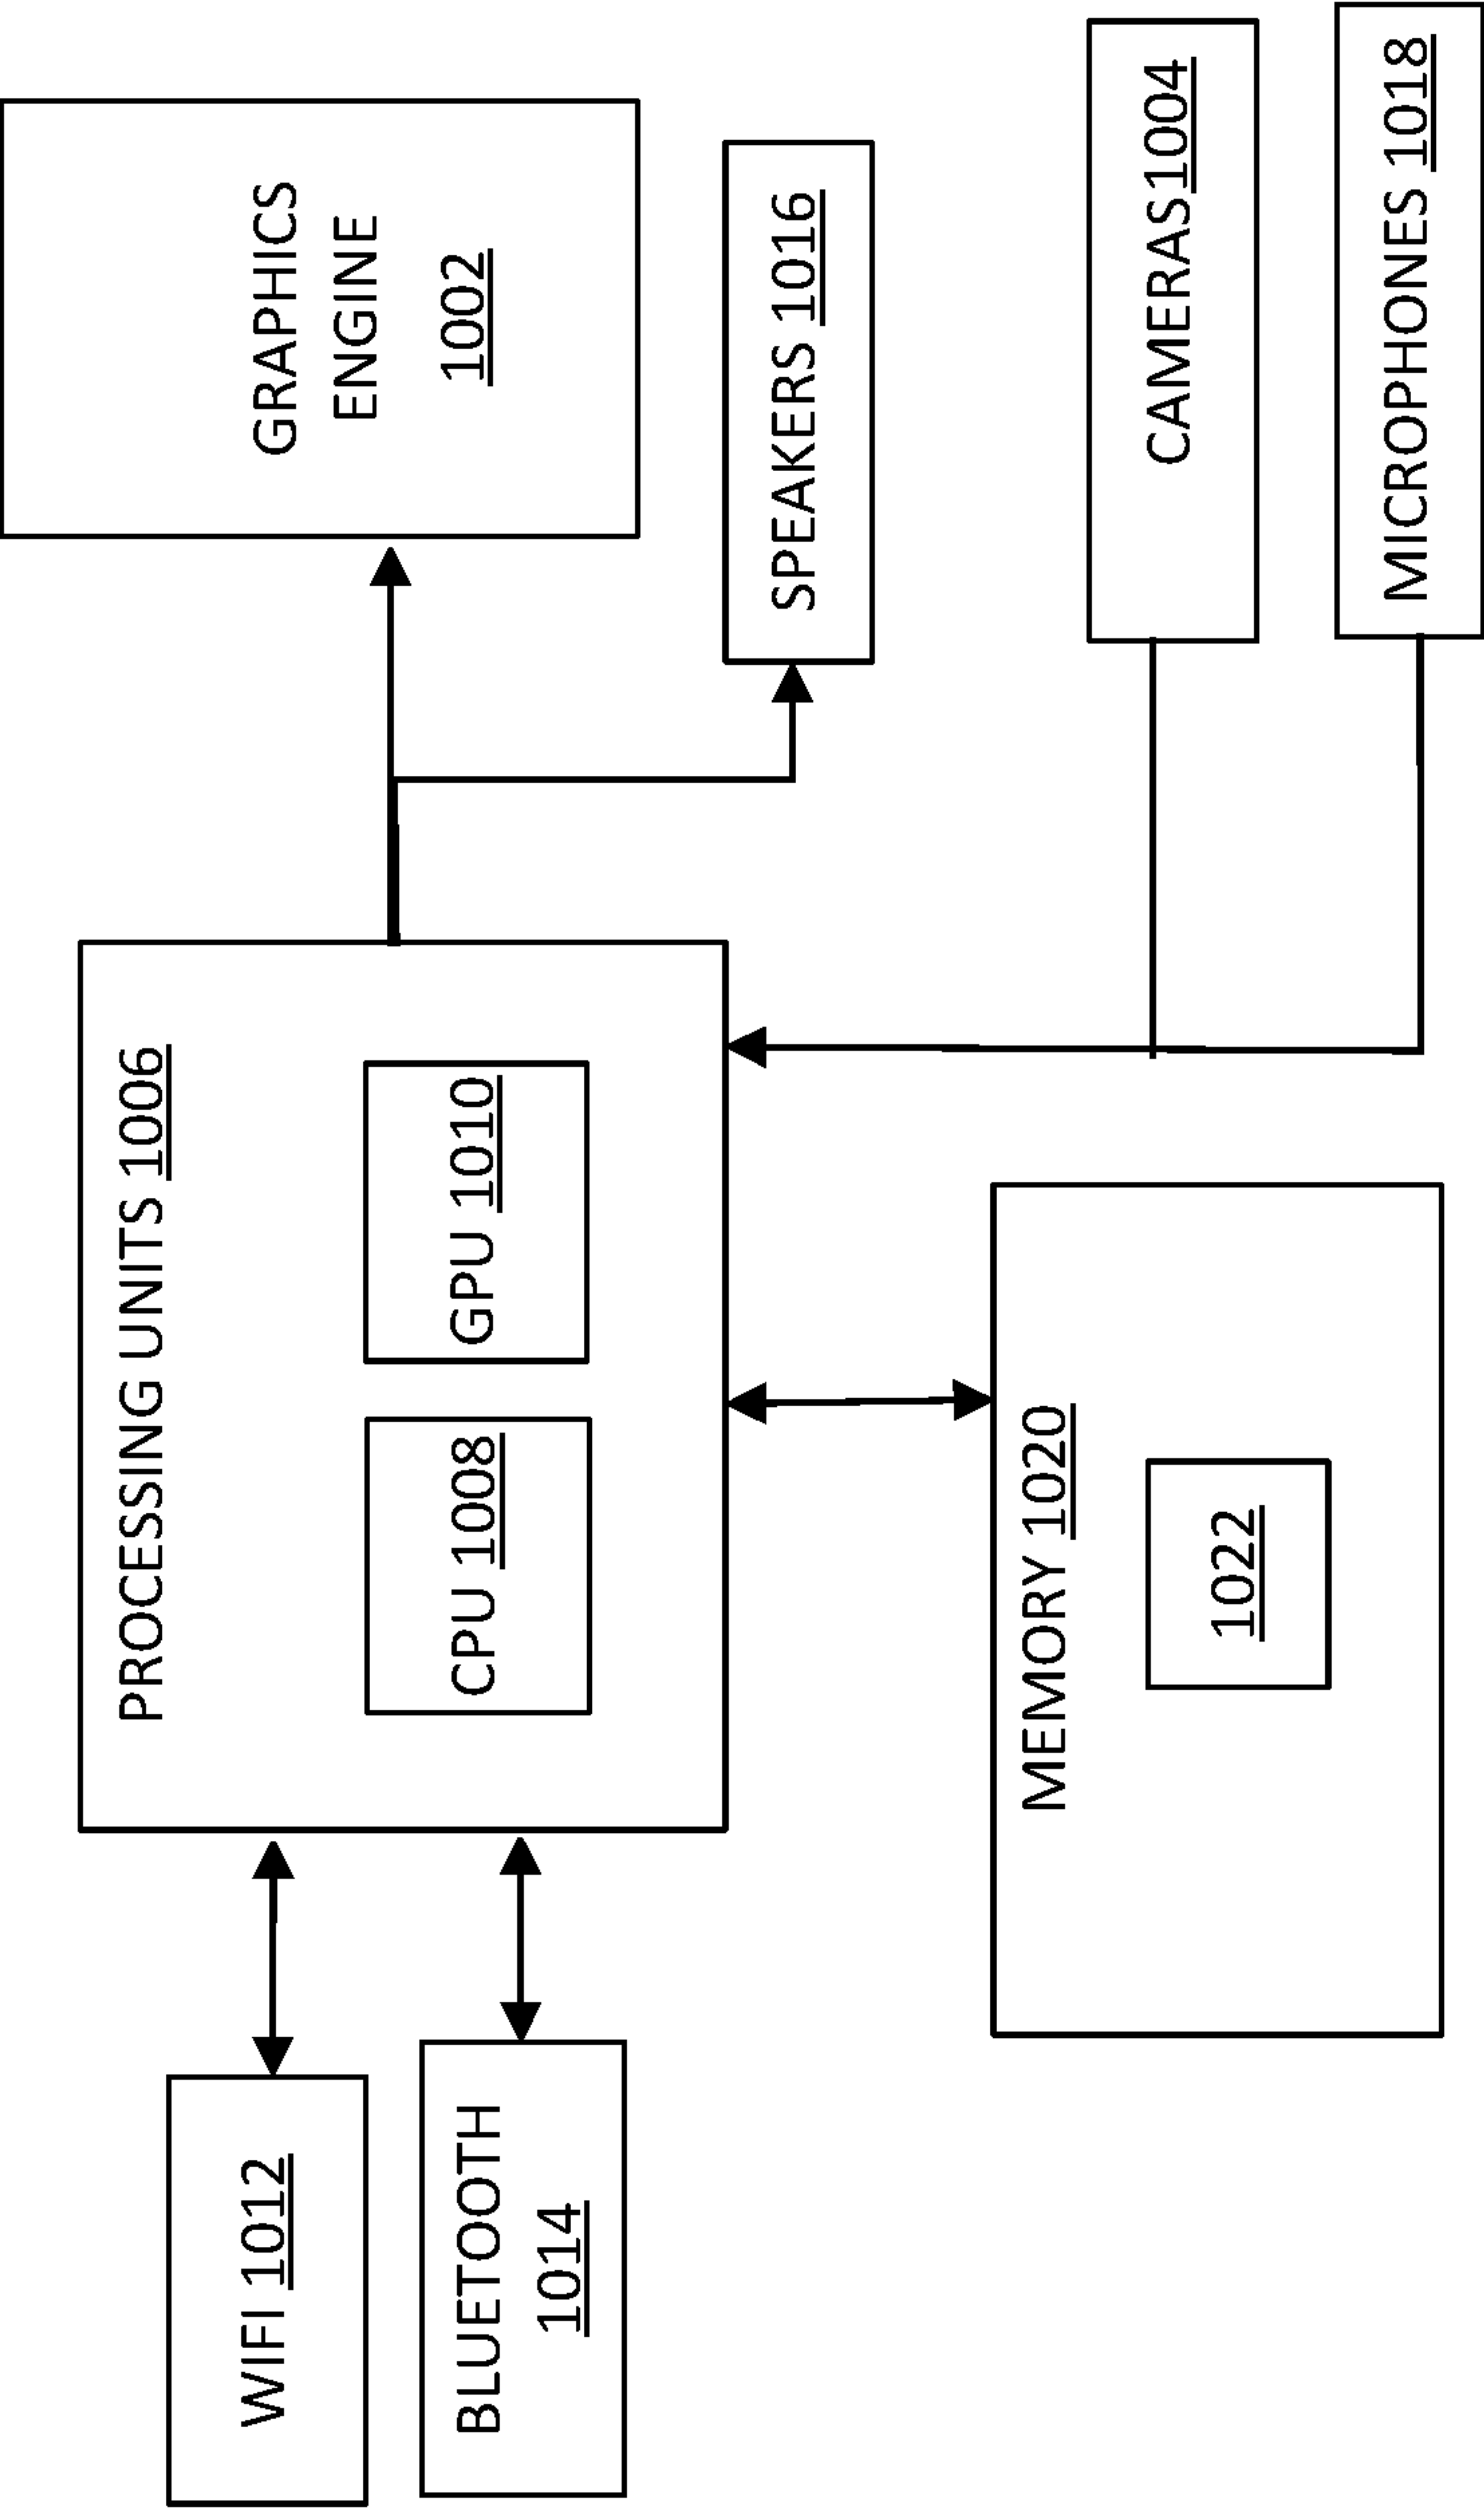 WIFI 1012
BLUETOOTH
1014
PROCESSING UNITS 1006
CPU 1008
GPU 1010
GRAPHICS
ENGINE
1002
SPEAKERS 1016
MEMORY 1020
1022
CAMERAS1004
MICROPHONES 1018